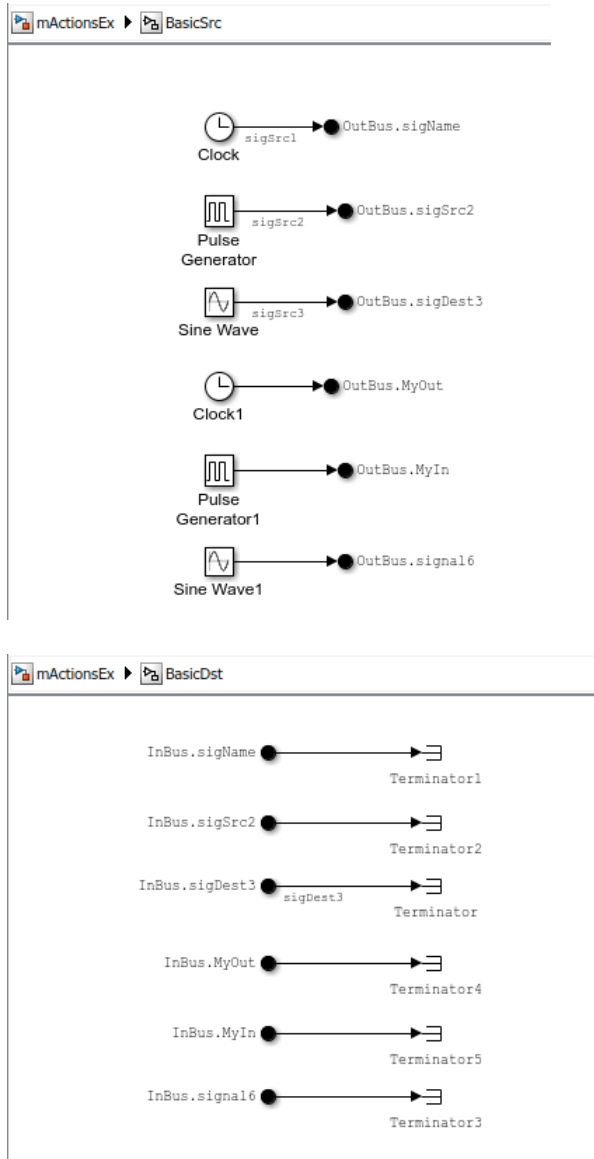 mActionsEx BasicSrc
OutBus.sigName
sigSrc1
Clock
OutBus.sigSrc2
sigSrc2
Pulse
Generator
OutBus.sigDest3
sigSrc3
Sine Wave
OutBus.MyOut
Clock1
OutBus.MyIn
Pulse
Generator1
OutBus.signal6
Sine Wave1
mActionsEx BasicDst
InBus.sigName
Terminator1
InBus.sigSrc2
Terminator2
InBus.sigDest3
sigDest3
Terminator
InBus.MyOut
Terminator4
InBus.MyIn
Terminator5
InBus.signal6
Terminator3